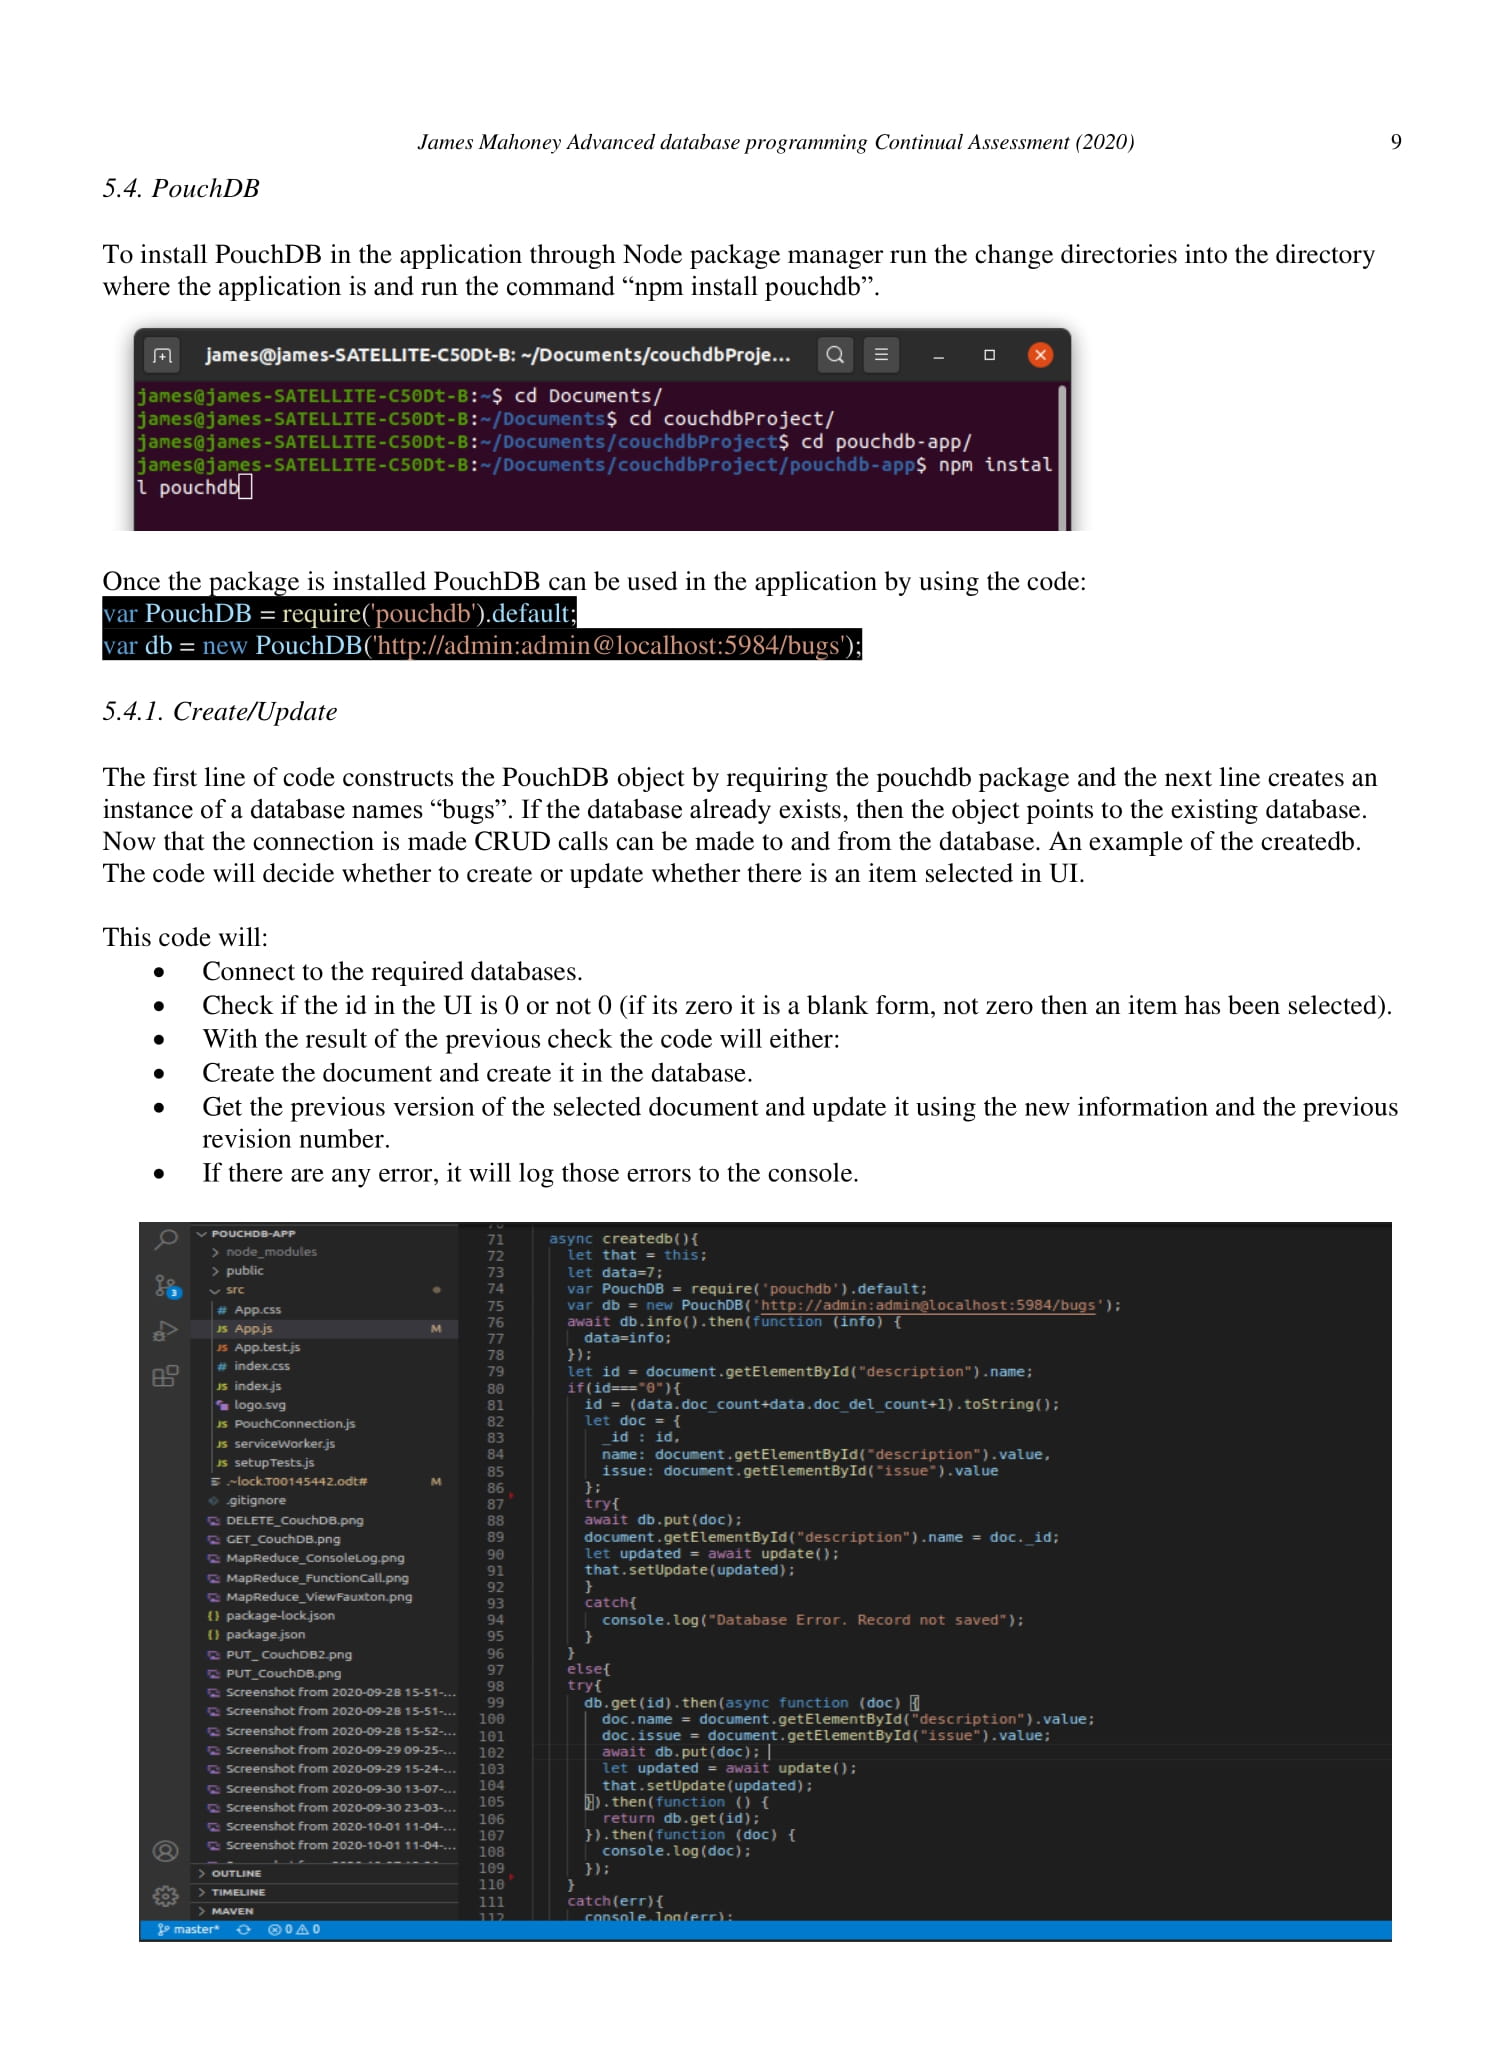 James Mahoney Advanced database programming Continual Assessment (2020) 9
5.4. PouchDB
To install PouchDB in the application through Node package manager run the change directories into the directory
where the application is and run the command “npm install pouchdb”.
james@james-SATELLITE-C50Dt-B: ~/Documents/couchdbProje...
james@james-SATELLITE-C50Dt-B:~$ cd Documents/
james@james-SATELLITE-C50Dt-B:~/Documents$ cd couchdbProject/
james@james-SATELLITE-C50Dt-B:~/Documents/couchdbProject$ cd pouchdb-app/
james@james-SATELLITE-C50Dt-B:~/Documents/couchdbProject/pouchdb-app$ npm instal
l pouchdb
Once the package is installed PouchDB can be used in the application by using the code:
var PouchDB = require('pouchdb').default;
var db = new PouchDB('http://admin:admin@localhost:5984/bugs');
5.4.1. Create/Update
The first line of code constructs the PouchDB object by requiring the pouchdb package and the next line creates an
instance of a database names “bugs”. If the database already exists, then the object points to the existing database.
Now that the connection is made CRUD calls can be made to and from the database. An example of the createdb.
The code will decide whether to create or update whether there is an item selected in UI.
This code will:
• Connect to the required databases.
• Check if the id in the UI is 0 or not 0 (if its zero it is a blank form, not zero then an item has been selected).
• With the result of the previous check the code will either:
• Create the document and create it in the database.
• Get the previous version of the selected document and update it using the new information and the previous
revision number.
• If there are any error, it will log those errors to the console.
POUCHDB-APP
node_modules
public
src
3
# App.css
JS App.js M
JS App.test.js
# index.css
JS index.js
logo.svg
JS PouchConnection.js
JS serviceWorker.js
JS setupTests.js
.~lock.T00145442.odt# M
.gitignore
DELETE_CouchDB.png
GET_CouchDB.png
MapReduce_ConsoleLog.png
MapReduce_FunctionCall.png
MapReduce_ViewFauxton.png
{} package-lock.json
{} package.json
PUT_ CouchDB2.png
PUT_CouchDB.png
Screenshot from 2020-09-28 15-51-...
Screenshot from 2020-09-28 15-51-...
Screenshot from 2020-09-28 15-52-...
Screenshot from 2020-09-29 09-25-...
Screenshot from 2020-09-29 15-24-...
Screenshot from 2020-09-30 13-07-...
Screenshot from 2020-09-30 23-03-...
Screenshot from 2020-10-01 11-04-...
Screenshot from 2020-10-01 11-04-...
OUTLINE
TIMELINE
MAVEN
71 async createdb(){
72 let that = this;
73 let data=7;
74 var PouchDB = require('pouchdb').default;
75 var db = new PouchDB('http://admin:admin@localhost:5984/bugs');
76 await db.info().then(function (info) {
77 data=info;
78 });
79 let id = document.getElementById("description").name;
80 if(id==="0"){
81 id = (data.doc_count+data.doc_del_count+1).toString();
82 let doc = {
83 _id : id,
84 name: document.getElementById("description").value,
85 issue: document.getElementById("issue").value
86 };
87 try{
88 await db.put(doc);
89 document.getElementById("description").name = doc._id;
90 let updated = await update();
91 that.setUpdate(updated);
92 }
93 catch{
94 console.log("Database Error. Record not saved");
95 }
96 }
97 else{
98 try{
99 db.get(id).then(async function (doc) {
100 doc.name = document.getElementById("description").value;
101 doc.issue = document.getElementById("issue").value;
102 await db.put(doc);
103 let updated = await update();
104 that.setUpdate(updated);
105 }).then(function () {
106 return db.get(id);
107 }).then(function (doc) {
108 console.log(doc);
109 });
110 }
111 catch(err){
112 console.log(err);
master* 0 0